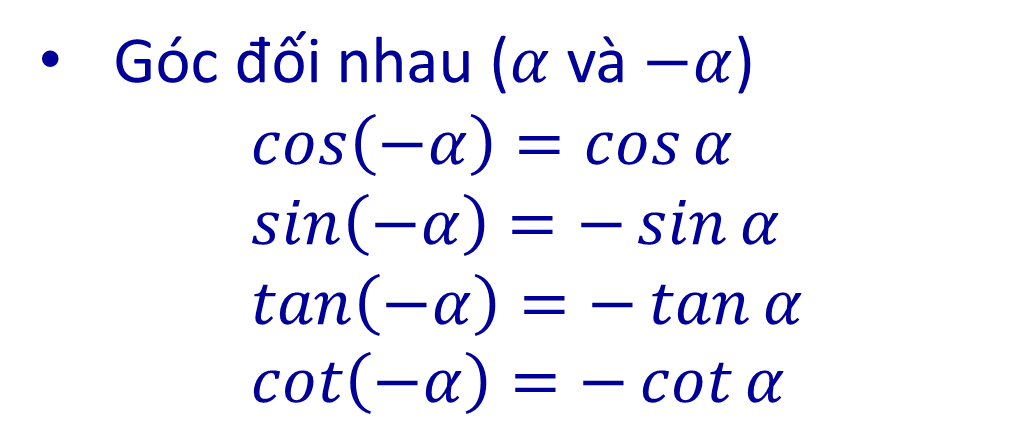 • Góc đối nhau (𝛼 và −𝛼)
𝑐𝑜𝑠(−𝛼) = 𝑐𝑜𝑠 𝛼
𝑠𝑖𝑛(−𝛼) = − 𝑠𝑖𝑛 𝛼
𝑡𝑎𝑛(−𝛼) = − 𝑡𝑎𝑛 𝛼
𝑐𝑜𝑡(−𝛼) = − 𝑐𝑜𝑡 𝛼